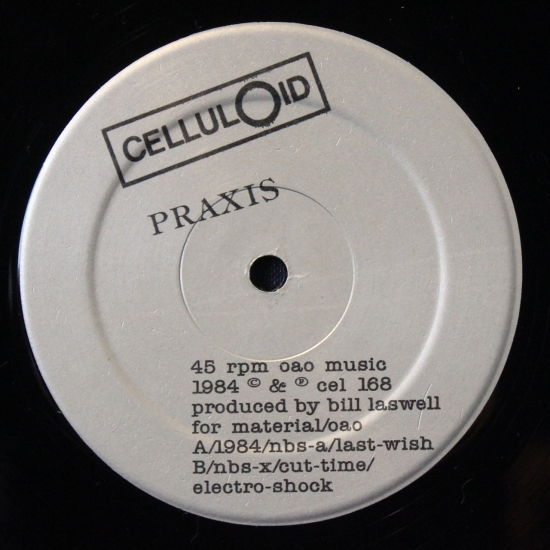 CELLULOID
PRAXIS
45 rpm oao music
1984 © & ℗ cel 168
produced by bill laswell
for material/oao
A/1984/nbs-a/last-wish
B/nbs-x/cut-time/
electro-shock